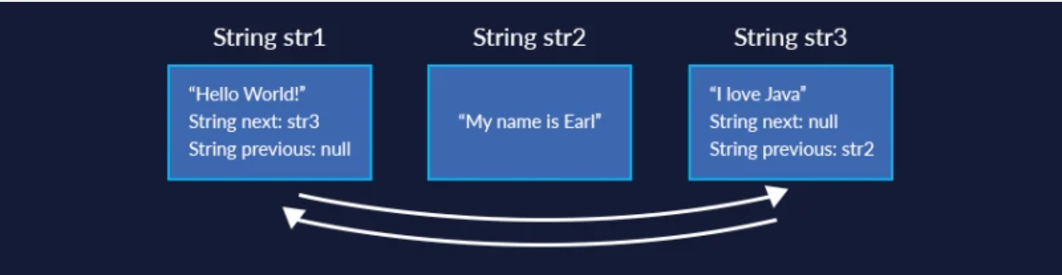 String str1
“Hello World!”
String next: str3
String previous: null
String str2
“My name is Earl”
String str3
“I love Java”
String next: null
String previous: str2